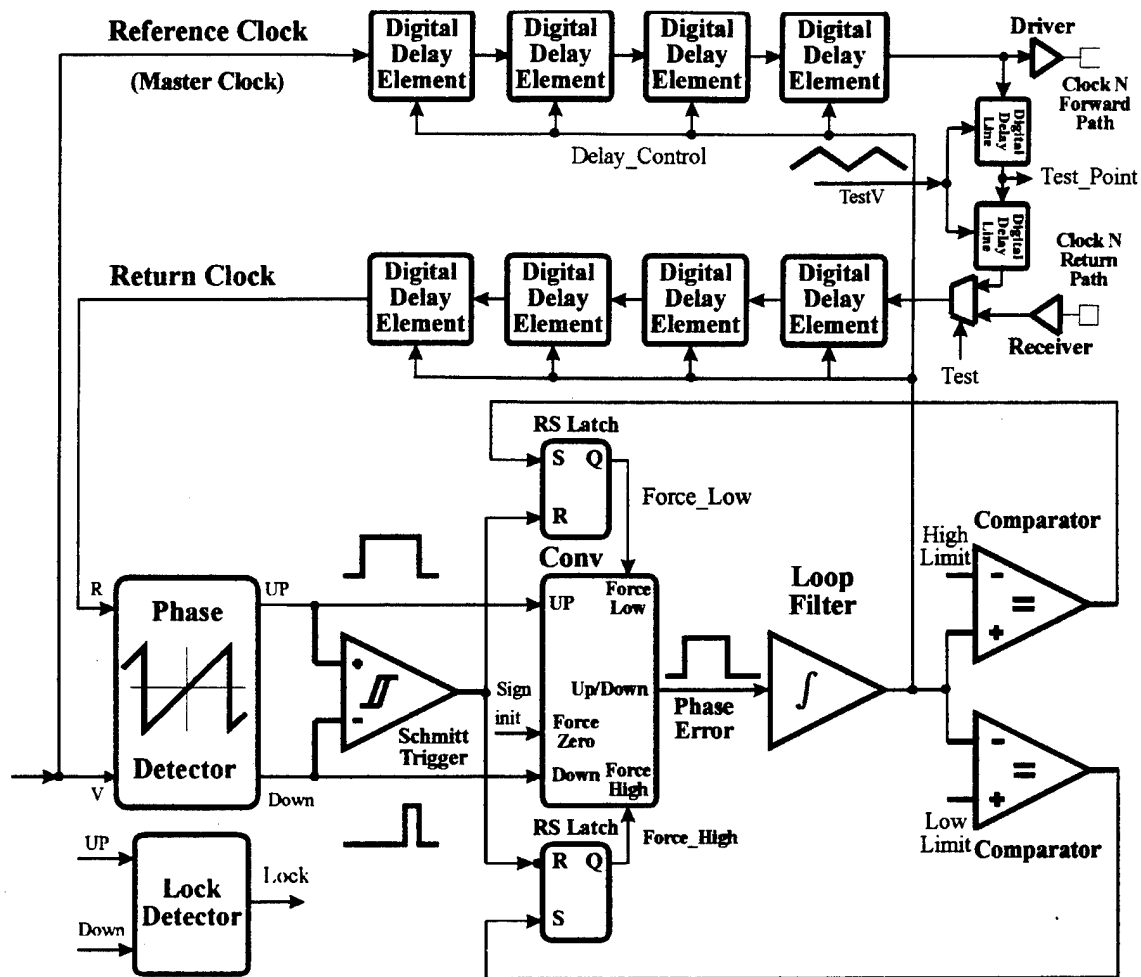 Reference Clock
(Master Clock)
Digital
Delay
Element
Digital
Delay
Element
Digital
Delay
Element
Digital
Delay
Element
Driver
Clock N
Forward
Path
Delay_Control
TestV
Digital
Delay
Line
Test_Point
Digital
Delay
Line
Clock N
Return
Path
Return Clock
Digital
Delay
Element
Digital
Delay
Element
Digital
Delay
Element
Digital
Delay
Element
Receiver
Test
RS Latch
S Q
R
Force_Low
Conv
R
UP
Phase
Detector
V
Down
Schmitt
Trigger
Sign
init
UP
Force
Low
Up/Down
Force
Zero
Down
Force
High
Phase
Error
Loop
Filter
∫
High
Limit
Comparator
-
=
+
-
=
+
Low
Limit
Comparator
+
-
RS Latch
R Q
S
Force_High
UP
Down
Lock
Detector
Lock